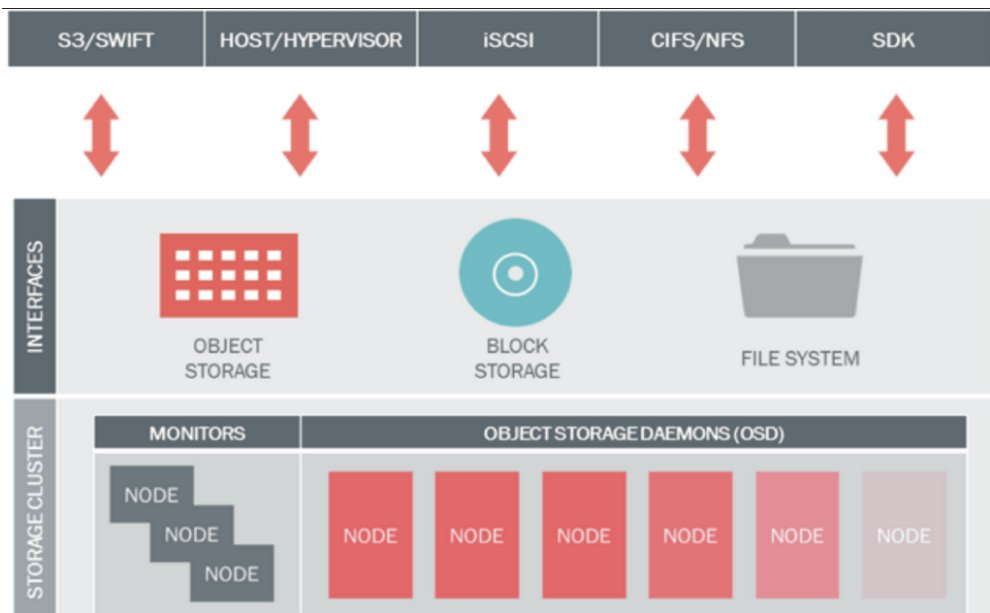 S3/SWIFT
HOST/HYPERVISOR
iSCSI
CIFS/NFS
SDK
INTERFACES
OBJECT
STORAGE
BLOCK
STORAGE
FILE SYSTEM
STORAGE CLUSTER
MONITORS
OBJECT STORAGE DAEMONS (OSD)
NODE
NODE
NODE
NODE
NODE
NODE
NODE
NODE
NODE